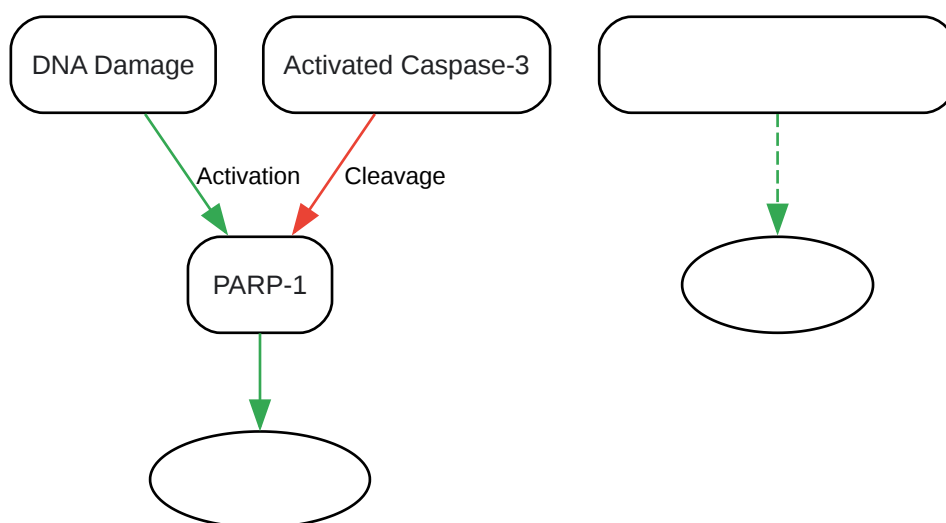 DNA Damage
Activated Caspase-3
Activation
Cleavage
PARP-1